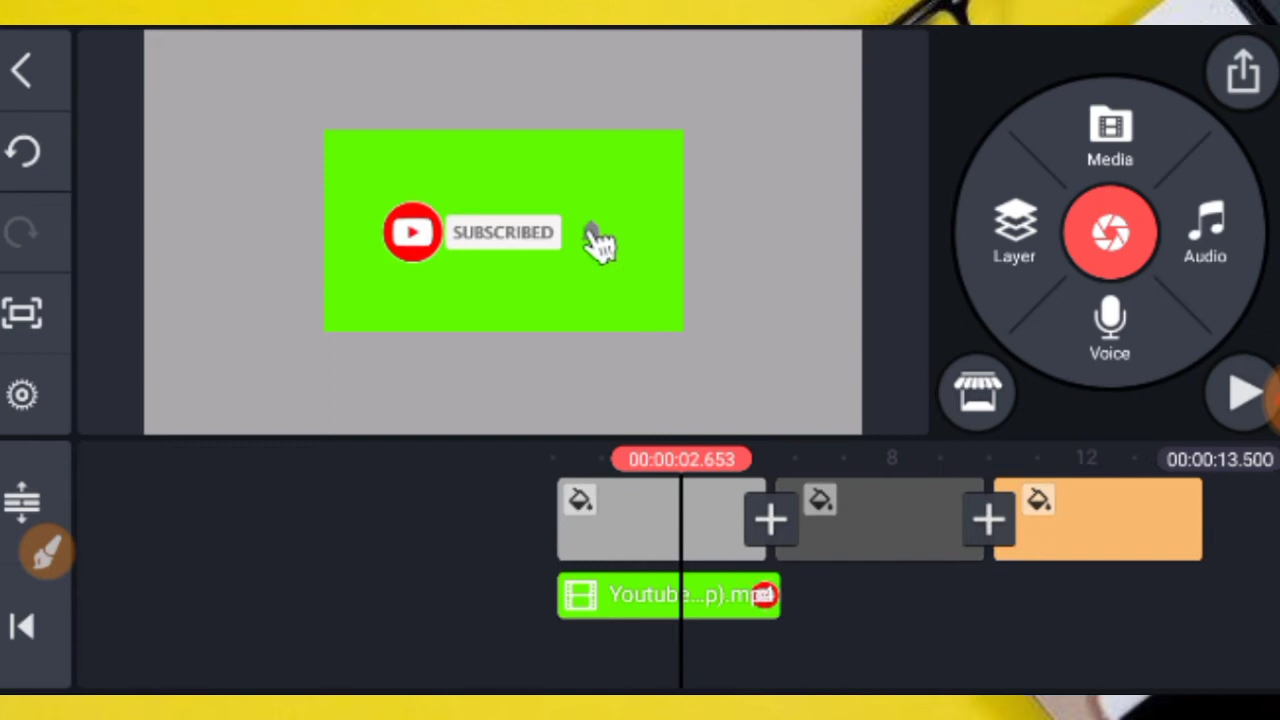 Media
SUBSCRIBED
Layer
Audio
Voice
00:00:02.653
8
12
00:00:13.500
Youtube...p).mp4